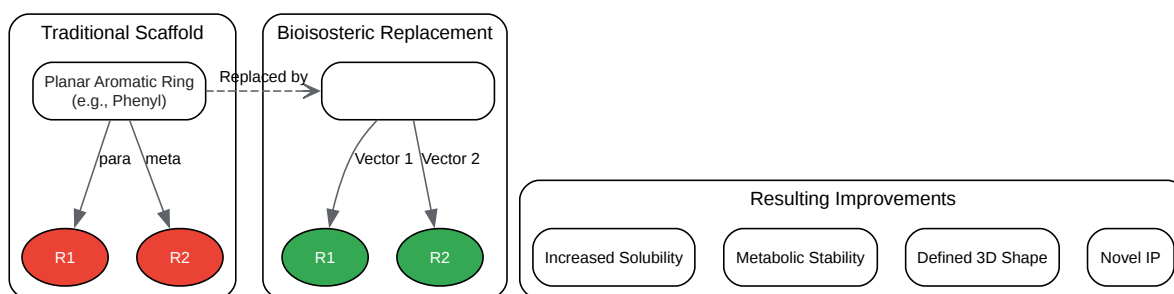 Traditional Scaffold
Planar Aromatic Ring
(e.g., Phenyl)
para
meta
R1
R2
Replaced by
Bioisosteric Replacement
Vector 1
Vector 2
R1
R2
Resulting Improvements
Increased Solubility
Metabolic Stability
Defined 3D Shape
Novel IP